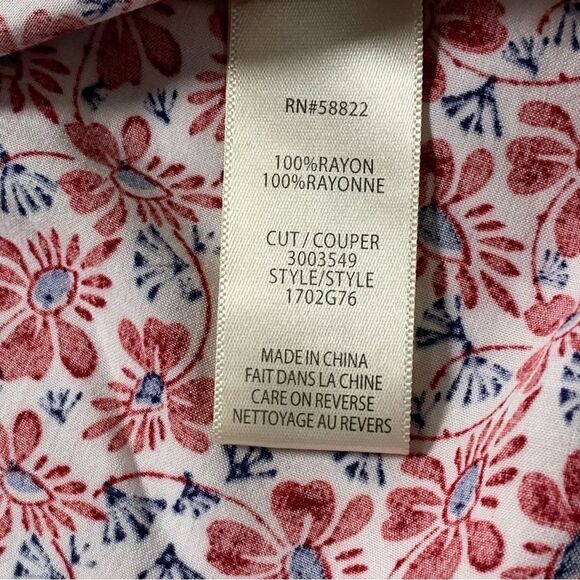 RN#58822
100%RAYON
100%RAYONNE
CUT / COUPER
3003549
STYLE/STYLE
1702G76
MADE IN CHINA
FAIT DANS LA CHINE
CARE ON REVERSE
NETTOYAGE AU REVERS